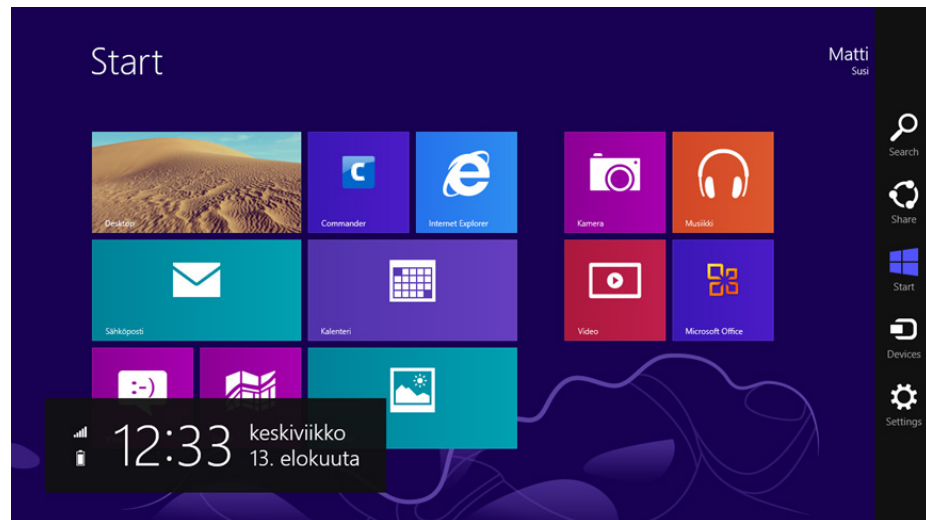 Start
Matti
Susi
Desktop
Commander
Internet Explorer
Kamera
Musiikki
Sähköposti
Kalenteri
Video
Microsoft Office
:-)
12:33
keskiviikko
13. elokuuta
Search
Share
Start
Devices
Settings